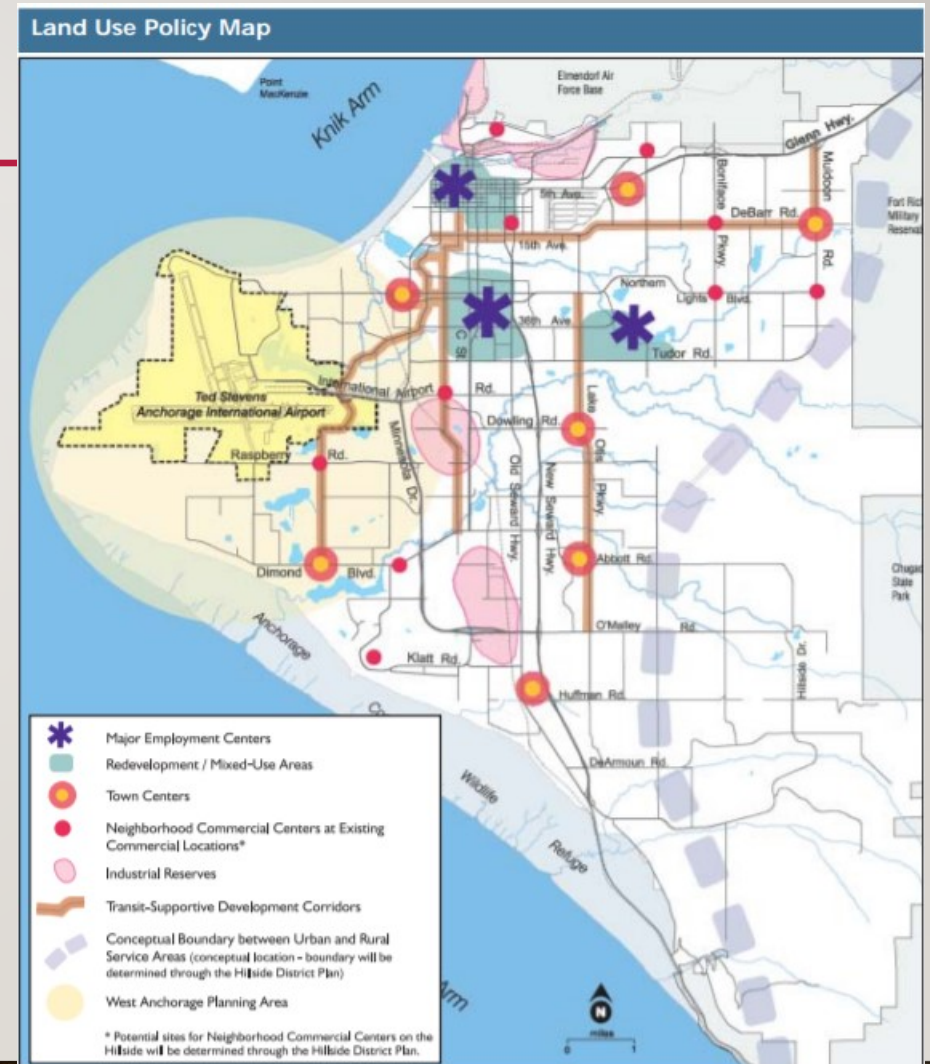 Land Use Policy Map
Point
MacKenzie
Knik Arm
Elmendorf Air
Force Base
Glenn Hwy.
5th Ave.
Boniface
Pkwy.
DeBarr Rd.
Muldoon
Rd.
Fort Rich
Military
Reservat
15th Ave.
Northern
Lights Blvd.
36th Ave
C St
Tudor Rd.
International Airport Rd.
Ted Stevens
Anchorage International Airport
Minnesota Dr.
Dowling Rd.
Lake Otis Pkwy.
Raspberry Rd.
Old Seward Hwy.
New Seward Hwy.
Dimond Blvd.
Abbott Rd.
Chugac
State
Park
O'Malley Rd.
Klatt Rd.
Hillside Dr.
Huffman Rd.
DeArmoun Rd.
Anchorage
Co
Wildlife
Refuge
Arm
Major Employment Centers
Redevelopment / Mixed-Use Areas
Town Centers
Neighborhood Commercial Centers at Existing
Commercial Locations*
Industrial Reserves
Transit-Supportive Development Corridors
Conceptual Boundary between Urban and Rural
Service Areas (conceptual location - boundary will be
determined through the Hillside District Plan)
West Anchorage Planning Area
* Potential sites for Neighborhood Commercial Centers on the
Hillside will be determined through the Hillside District Plan.
N
miles
0 1